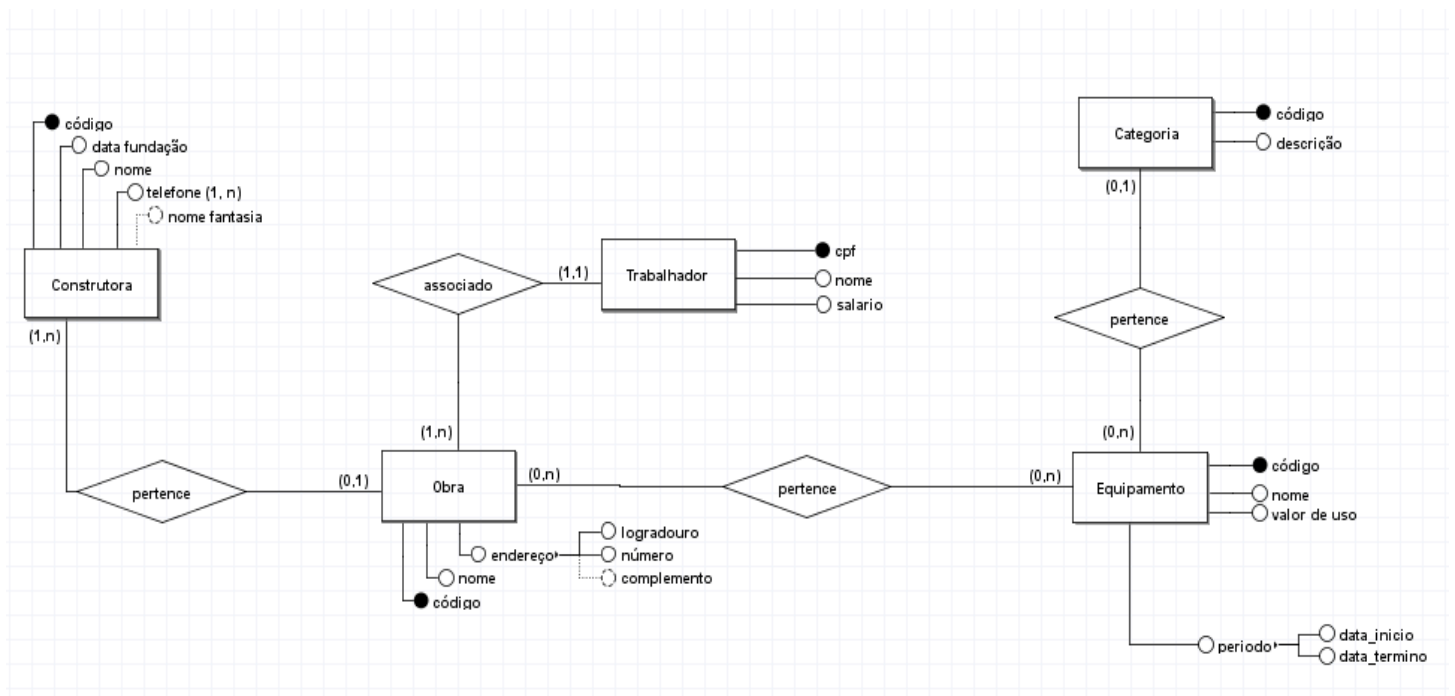 código
data fundação
nome
telefone (1, n)
nome fantasia
Construtora
(1,n)
pertence
(0,1)
associado
(1,1)
Trabalhador
cpf
nome
salario
(1,n)
Obra
(0,n)
endereço
logradouro
número
complemento
nome
código
pertence
(0,n)
Categoria
código
descrição
(0,1)
pertence
(0,n)
Equipamento
código
nome
valor de uso
periodo
data_inicio
data_termino